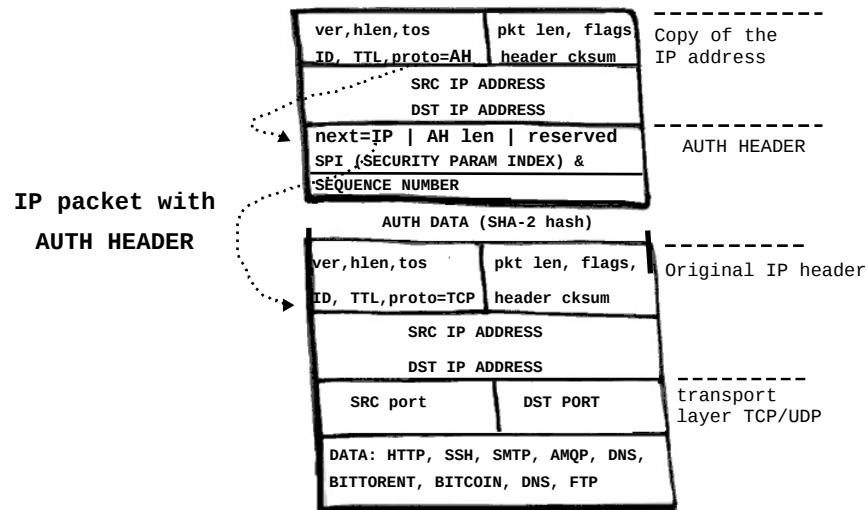 ver,hlen,tos
pkt len, flags,
ID, TTL,proto=AH
header cksum
Copy of the
IP address
SRC IP ADDRESS
DST IP ADDRESS
next=IP | AH len | reserved
AUTH HEADER
SPI (SECURITY PARAM INDEX) &
SEQUENCE NUMBER
IP packet with
AUTH HEADER
AUTH DATA (SHA-2 hash)
ver,hlen,tos
pkt len, flags,
ID, TTL,proto=TCP
header cksum
Original IP header
SRC IP ADDRESS
DST IP ADDRESS
SRC port
DST PORT
transport
layer TCP/UDP
DATA: HTTP, SSH, SMTP, AMQP, DNS,
BITTORENT, BITCOIN, DNS, FTP